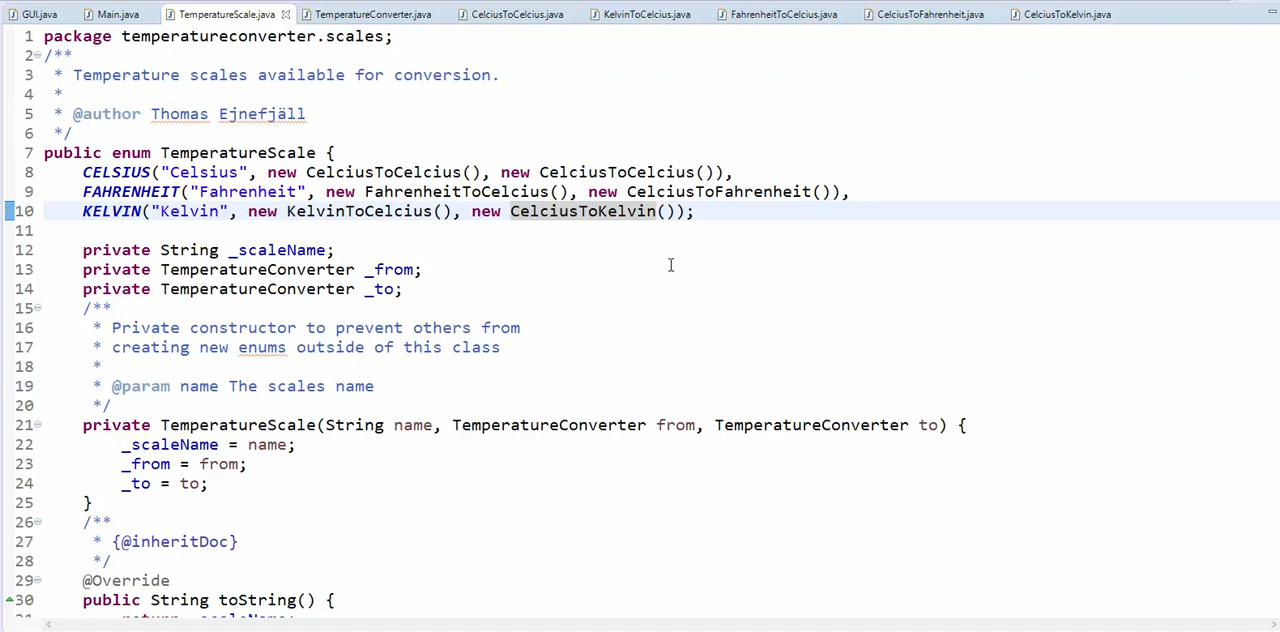 GUI.java Main.java TemperatureScale.java TemperatureConverter.java CelciusToCelcius.java KelvinToCelcius.java FahrenheitToCelcius.java CelciusToFahrenheit.java CelciusToKelvin.java
1 package temperatureconverter.scales;
2 /**
3 * Temperature scales available for conversion.
4 *
5 * @author Thomas Ejnefjäll
6 */
7 public enum TemperatureScale {
8 CELSIUS("Celsius", new CelciusToCelcius(), new CelciusToCelcius()),
9 FAHRENHEIT("Fahrenheit", new FahrenheitToCelcius(), new CelciusToFahrenheit()),
10 KELVIN("Kelvin", new KelvinToCelcius(), new CelciusToKelvin());
11
12 private String _scaleName;
13 private TemperatureConverter _from;
14 private TemperatureConverter _to;
15 /**
16 * Private constructor to prevent others from
17 * creating new enums outside of this class
18 *
19 * @param name The scales name
20 */
21 private TemperatureScale(String name, TemperatureConverter from, TemperatureConverter to) {
22 _scaleName = name;
23 _from = from;
24 _to = to;
25 }
26 /**
27 * {@inheritDoc}
28 */
29 @Override
30 public String toString() {